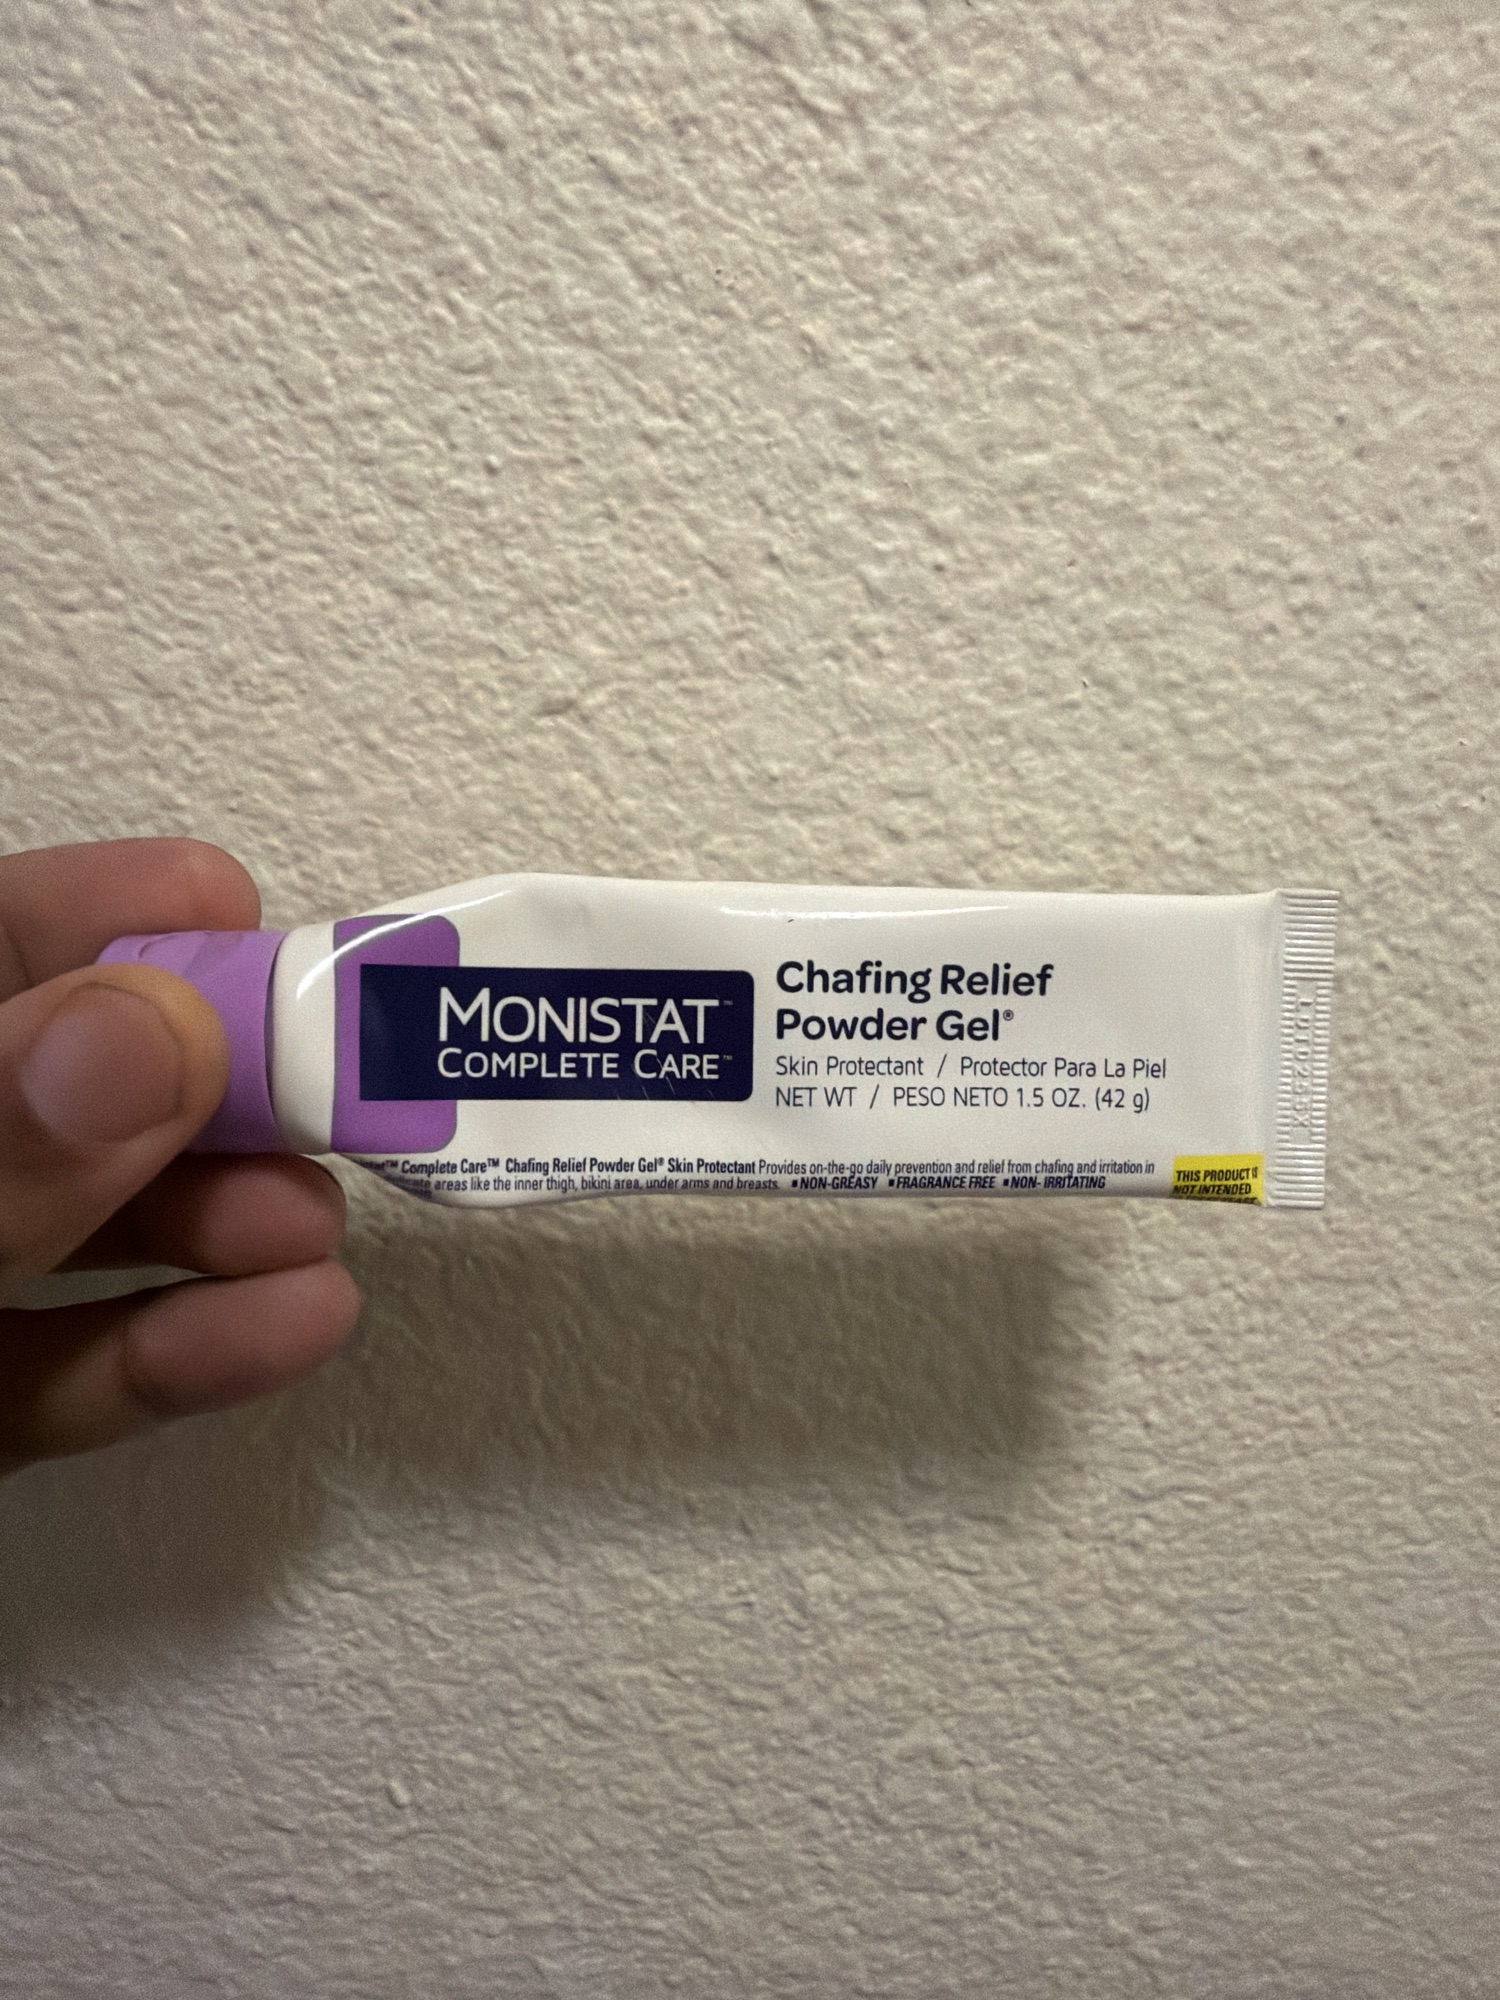 MONISTAT™
COMPLETE CARE™
Chafing Relief
Powder Gel®
Skin Protectant / Protector Para La Piel
NET WT / PESO NETO 1.5 OZ. (42 g)
Complete Care™ Chafing Relief Powder Gel® Skin Protectant Provides on-the-go daily prevention and relief from chafing and irritation in
areas like the inner thigh, bikini area, under arms and breasts. ▪NON-GREASY ▪FRAGRANCE FREE ▪NON- IRRITATING
THIS PRODUCT IS
NOT INTENDED